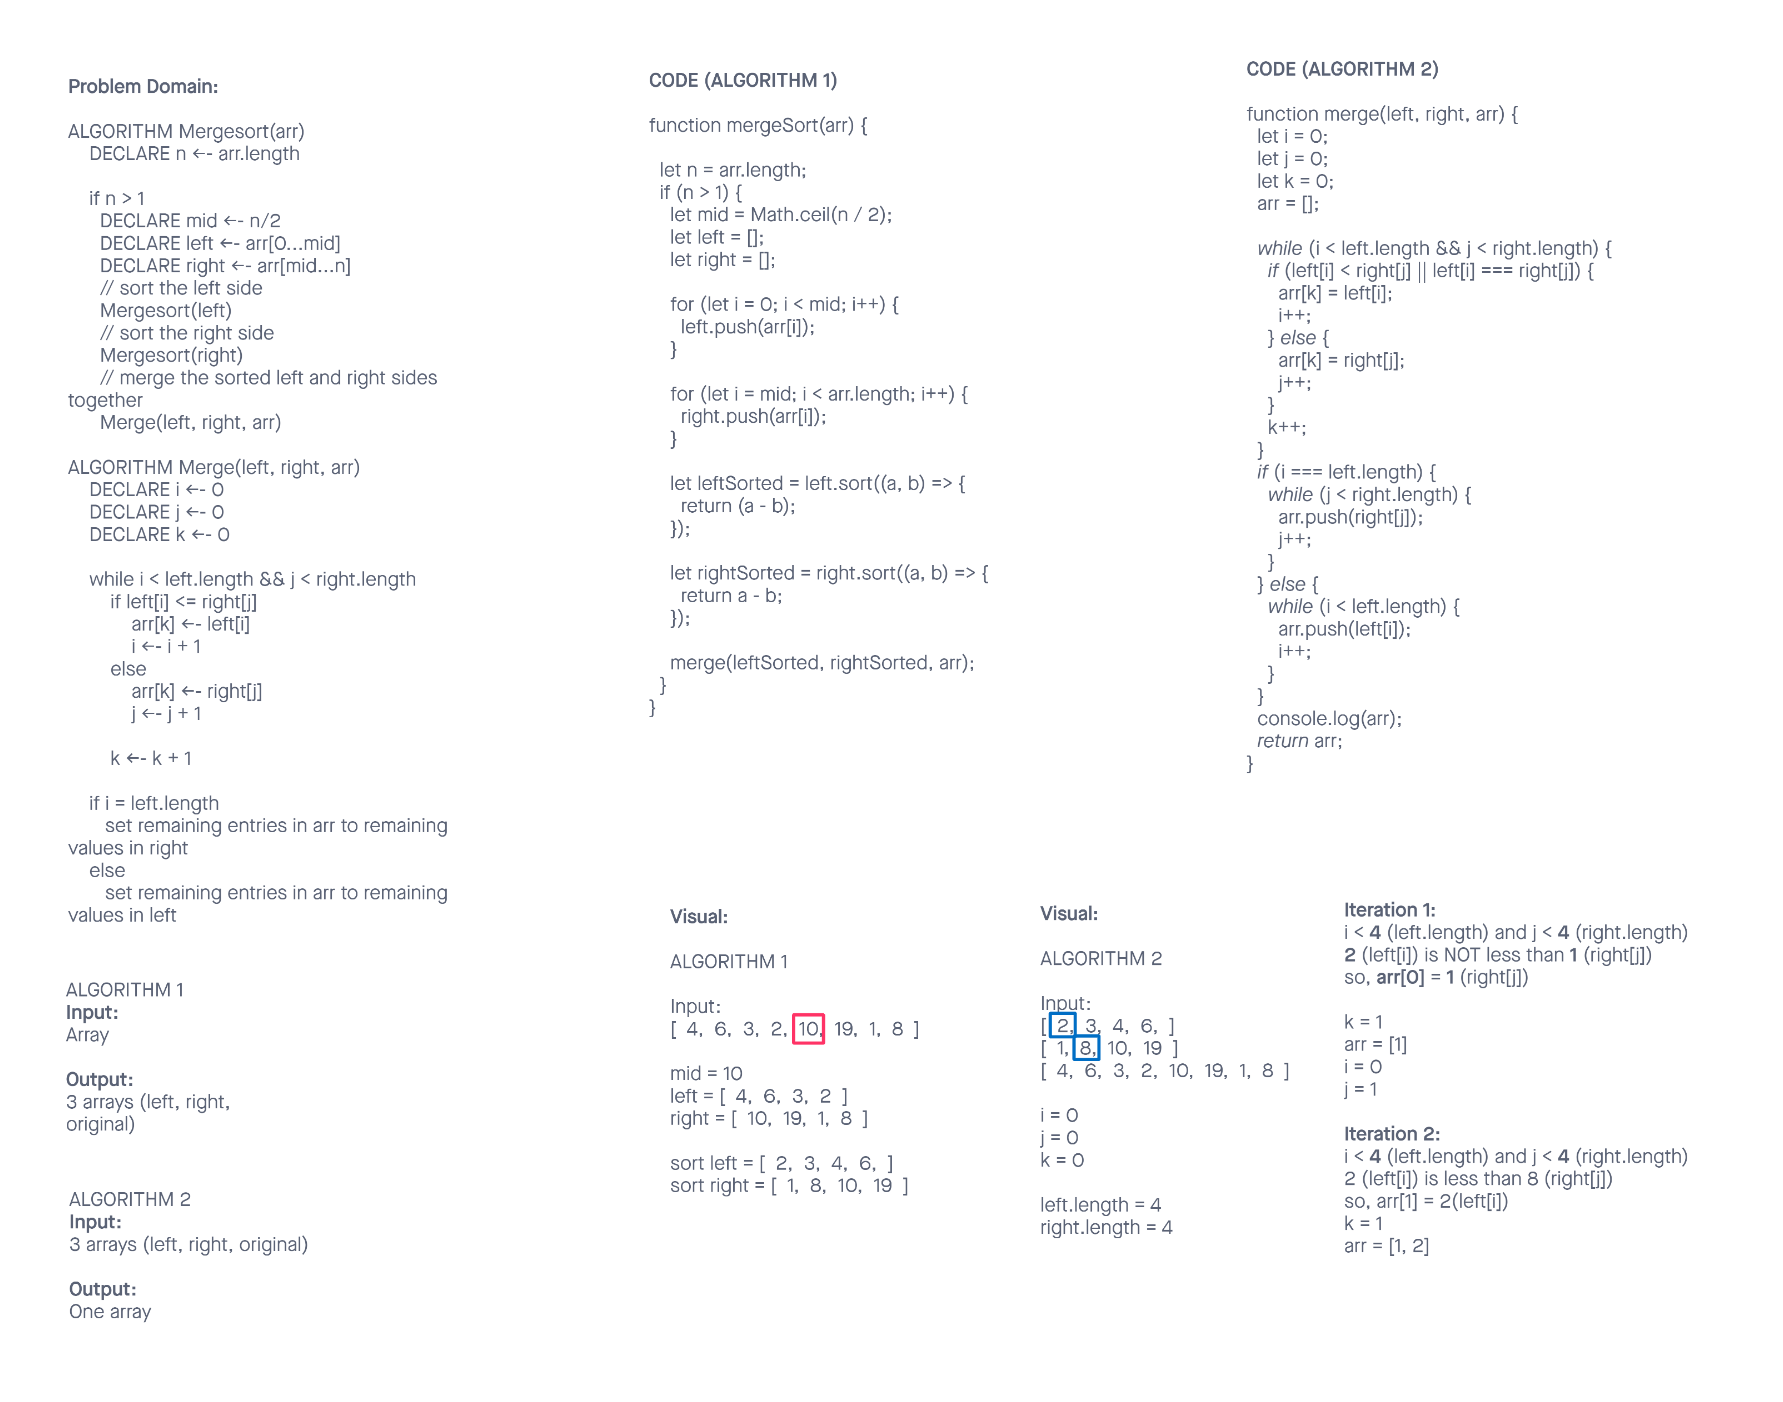 Problem Domain:
ALGORITHM Mergesort(arr)
DECLARE n <-- arr.length
if n > 1
DECLARE mid <-- n/2
DECLARE left <-- arr[0...mid]
DECLARE right <-- arr[mid...n]
// sort the left side
Mergesort(left)
// sort the right side
Mergesort(right)
// merge the sorted left and right sides
together
Merge(left, right, arr)
ALGORITHM Merge(left, right, arr)
DECLARE i <-- 0
DECLARE j <-- 0
DECLARE k <-- 0
while i < left.length && j < right.length
if left[i] <= right[j]
arr[k] <-- left[i]
i <-- i + 1
else
arr[k] <-- right[j]
j <-- j + 1
k <-- k + 1
if i = left.length
set remaining entries in arr to remaining
values in right
else
set remaining entries in arr to remaining
values in left
ALGORITHM 1
Input:
Array
Output:
3 arrays (left, right,
original)
ALGORITHM 2
Input:
3 arrays (left, right, original)
Output:
One array
CODE (ALGORITHM 1)
function mergeSort(arr) {
let n = arr.length;
if (n > 1) {
let mid = Math.ceil(n / 2);
let left = [];
let right = [];
for (let i = 0; i < mid; i++) {
left.push(arr[i]);
}
for (let i = mid; i < arr.length; i++) {
right.push(arr[i]);
}
let leftSorted = left.sort((a, b) => {
return (a - b);
});
let rightSorted = right.sort((a, b) => {
return a - b;
});
merge(leftSorted, rightSorted, arr);
}
}
CODE (ALGORITHM 2)
function merge(left, right, arr) {
let i = 0;
let j = 0;
let k = 0;
arr = [];
while (i < left.length && j < right.length) {
if (left[i] < right[j] || left[i] === right[j]) {
arr[k] = left[i];
i++;
} else {
arr[k] = right[j];
j++;
}
k++;
}
if (i === left.length) {
while (j < right.length) {
arr.push(right[j]);
j++;
}
} else {
while (i < left.length) {
arr.push(left[i]);
i++;
}
}
console.log(arr);
return arr;
}
Visual:
ALGORITHM 1
Input:
[ 4, 6, 3, 2, 10, 19, 1, 8 ]
mid = 10
left = [ 4, 6, 3, 2 ]
right = [ 10, 19, 1, 8 ]
sort left = [ 2, 3, 4, 6, ]
sort right = [ 1, 8, 10, 19 ]
Visual:
ALGORITHM 2
Input:
[ 2, 3, 4, 6, ]
[ 1, 8, 10, 19 ]
[ 4, 6, 3, 2, 10, 19, 1, 8 ]
i = 0
j = 0
k = 0
left.length = 4
right.length = 4
Iteration 1:
i < 4 (left.length) and j < 4 (right.length)
2 (left[i]) is NOT less than 1 (right[j])
so, arr[0] = 1 (right[j])
k = 1
arr = [1]
i = 0
j = 1
Iteration 2:
i < 4 (left.length) and j < 4 (right.length)
2 (left[i]) is less than 8 (right[j])
so, arr[1] = 2(left[i])
k = 1
arr = [1, 2]